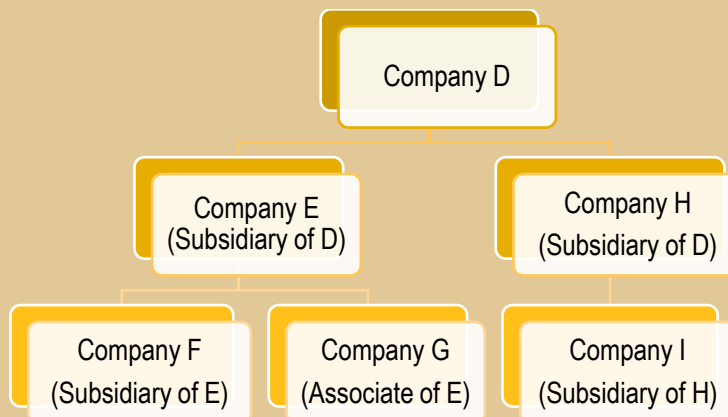 Company D
Company E
(Subsidiary of D)
Company H
(Subsidiary of D)
Company F
(Subsidiary of E)
Company G
(Associate of E)
Company I
(Subsidiary of H)